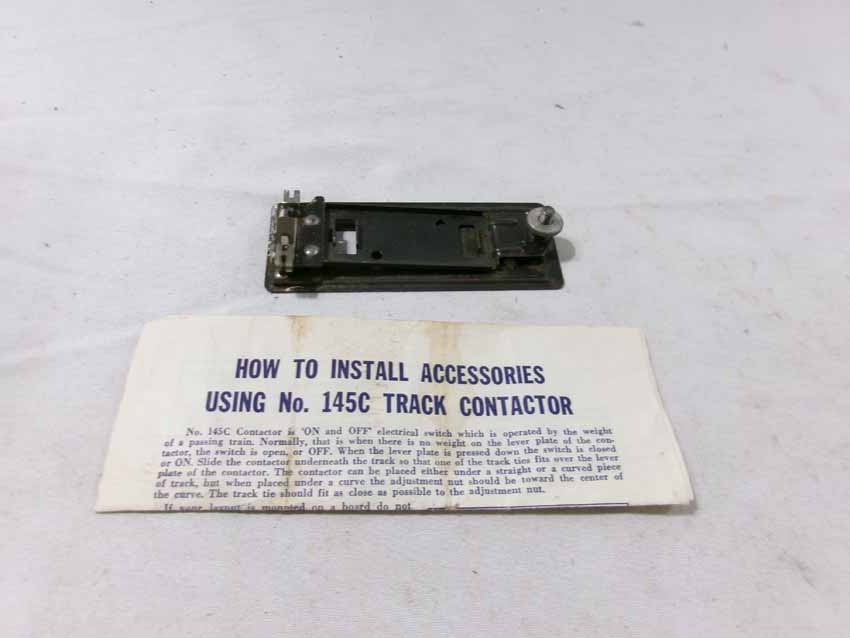 HOW TO INSTALL ACCESSORIES
USING No. 145C TRACK CONTACTOR
No. 145C Contactor is 'ON and OFF' electrical switch which is operated by the weight
of a passing train. Normally, that is when there is no weight on the lever plate of the con-
tactor, the switch is open, or OFF. When the lever plate is pressed down the switch is closed
or ON. Slide the contactor underneath the track so that one of the track ties fits over the lever
plate of the contactor. The contactor can be placed either under a straight or a curved piece
of track, but when placed under a curve the adjustment nut should be toward the center of
the curve. The track tie should fit as close as possible to the adjustment nut.
If your layout is mounted on a board do not